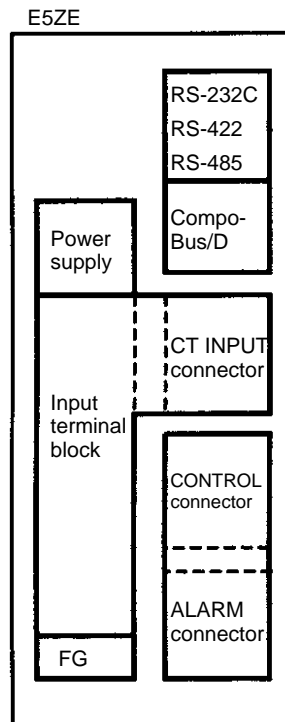 E5ZE
RS-232C
RS-422
RS-485
Compo-
Bus/D
Power
supply
CT INPUT
connector
Input
terminal
block
CONTROL
connector
ALARM
connector
FG